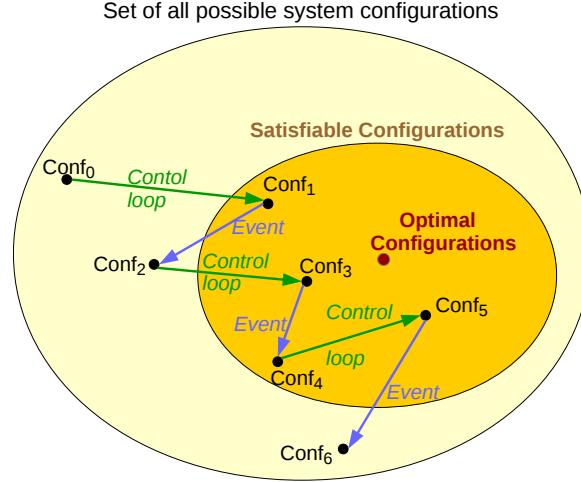 Set of all possible system configurations
Satisfiable Configurations
Conf0
Contol
loop
Conf1
Event
Optimal
Configurations
Conf2
Control
loop
Conf3
Event
Control
loop
Conf5
Conf4
Event
Conf6